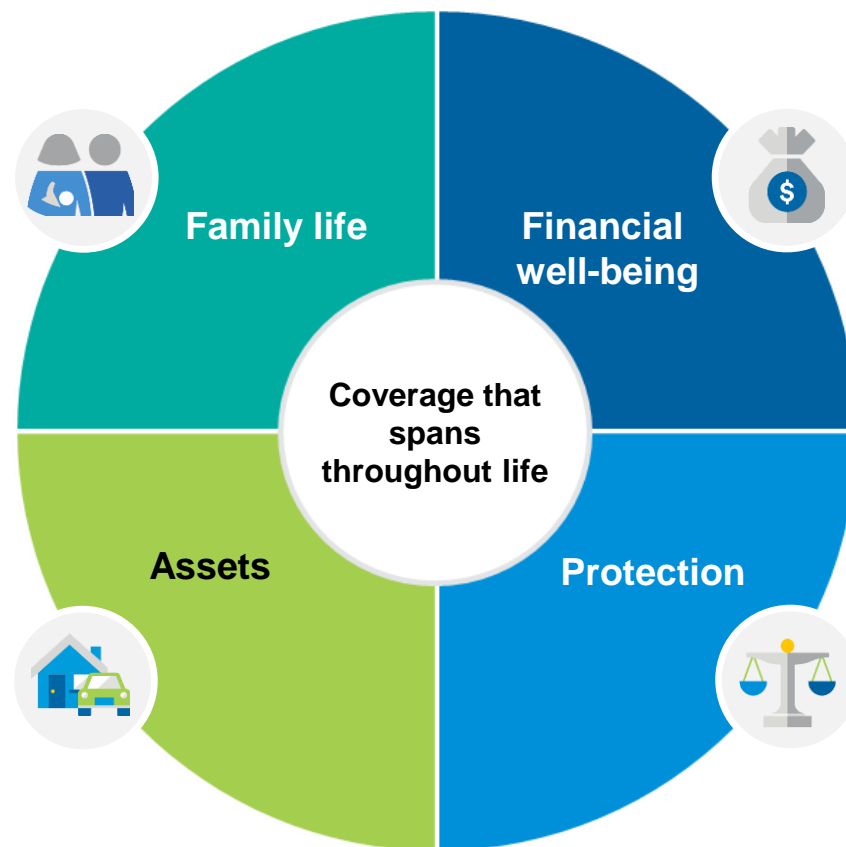 Family life
Financial
well-being
Coverage that
spans
throughout life
Assets
Protection
$